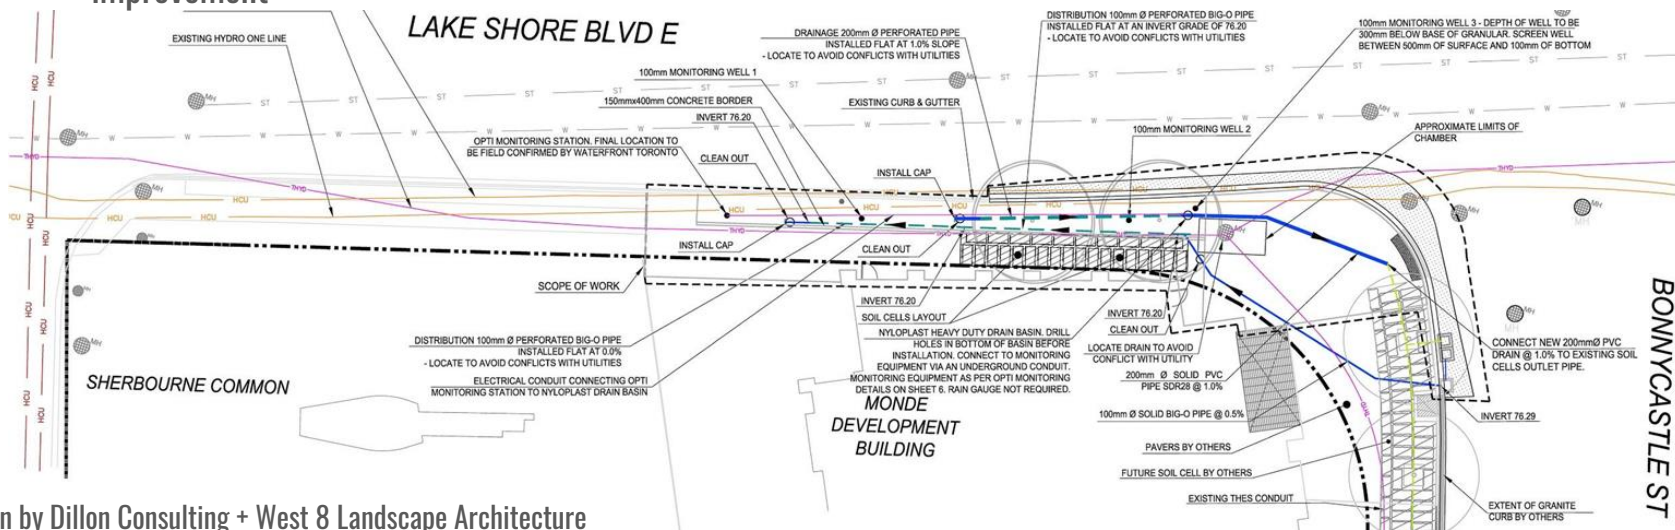 Improvement
LAKE SHORE BLVD E
EXISTING HYDRO ONE LINE
DRAINAGE 200mm Ø PERFORATED PIPE
INSTALLED FLAT AT 1.0% SLOPE
- LOCATE TO AVOID CONFLICTS WITH UTILITIES
DISTRIBUTION 100mm Ø PERFORATED BIG-O PIPE
INSTALLED FLAT AT AN INVERT GRADE OF 76.20
- LOCATE TO AVOID CONFLICTS WITH UTILITIES
100mm MONITORING WELL 3 - DEPTH OF WELL TO BE
300mm BELOW BASE OF GRANULAR. SCREEN WELL
BETWEEN 500mm OF SURFACE AND 100mm OF BOTTOM
100mm MONITORING WELL 1
150mmx400mm CONCRETE BORDER
INVERT 76.20
EXISTING CURB & GUTTER
OPTI MONITORING STATION. FINAL LOCATION TO
BE FIELD CONFIRMED BY WATERFRONT TORONTO
CLEAN OUT
INSTALL CAP
100mm MONITORING WELL 2
APPROXIMATE LIMITS OF
CHAMBER
INSTALL CAP
CLEAN OUT
SCOPE OF WORK
INVERT 76.20
SOIL CELLS LAYOUT
NYLOPLAST HEAVY DUTY DRAIN BASIN. DRILL
HOLES IN BOTTOM OF BASIN BEFORE
INSTALLATION. CONNECT TO MONITORING
EQUIPMENT VIA AN UNDERGROUND CONDUIT.
MONITORING EQUIPMENT AS PER OPTI MONITORING
DETAILS ON SHEET 6. RAIN GAUGE NOT REQUIRED.
INVERT 76.20
CLEAN OUT
LOCATE DRAIN TO AVOID
CONFLICT WITH UTILITY
200mm Ø SOLID PVC
PIPE SDR28 @ 1.0%
100mm Ø SOLID BIG-O PIPE @ 0.5%
DISTRIBUTION 100mm Ø PERFORATED BIG-O PIPE
INSTALLED FLAT AT 0.0%
- LOCATE TO AVOID CONFLICTS WITH UTILITIES
ELECTRICAL CONDUIT CONNECTING OPTI
MONITORING STATION TO NYLOPLAST DRAIN BASIN
CONNECT NEW 200mmØ PVC
DRAIN @ 1.0% TO EXISTING SOIL
CELLS OUTLET PIPE.
INVERT 76.29
SHERBOURNE COMMON
MONDE
DEVELOPMENT
BUILDING
PAVERS BY OTHERS
FUTURE SOIL CELL BY OTHERS
EXISTING THES CONDUIT
EXTENT OF GRANITE
CURB BY OTHERS
BONNYCASTLE ST
n by Dillon Consulting + West 8 Landscape Architecture